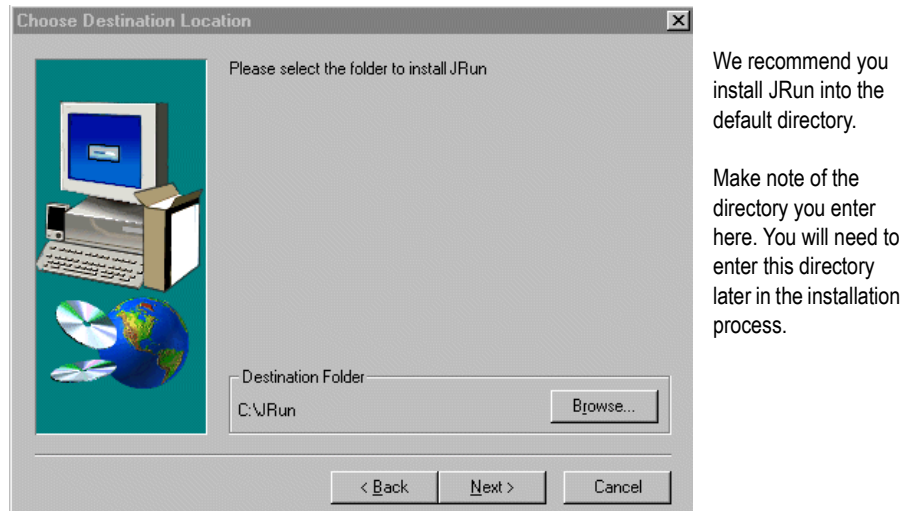 Choose Destination Location
Please select the folder to install JRun
Destination Folder
C:\JRun
Browse...
< Back
Next >
Cancel
We recommend you
install JRun into the
default directory.
Make note of the
directory you enter
here. You will need to
enter this directory
later in the installation
process.